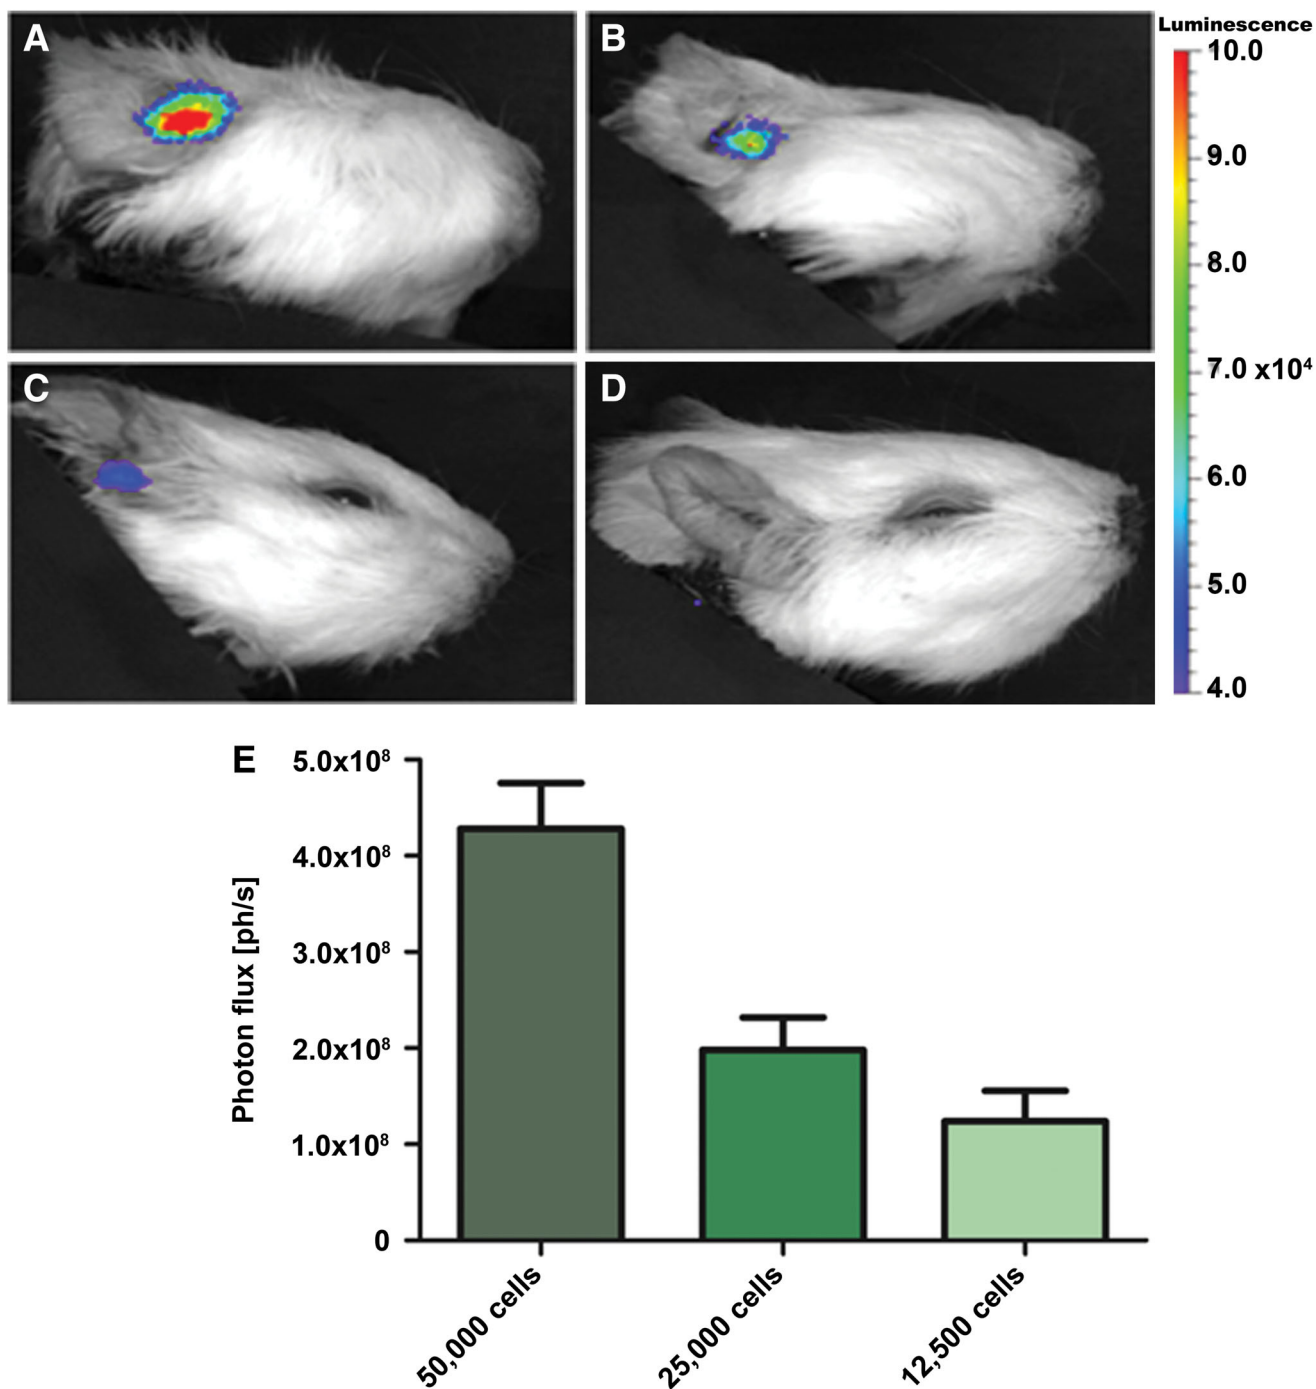 A
B
Luminescence
10.0
9.0
8.0
7.0 x10⁴
6.0
5.0
4.0
C
D
E
5.0x10⁸
4.0x10⁸
3.0x10⁸
2.0x10⁸
1.0x10⁸
0
Photon flux [ph/s]
50,000 cells
25,000 cells
12,500 cells